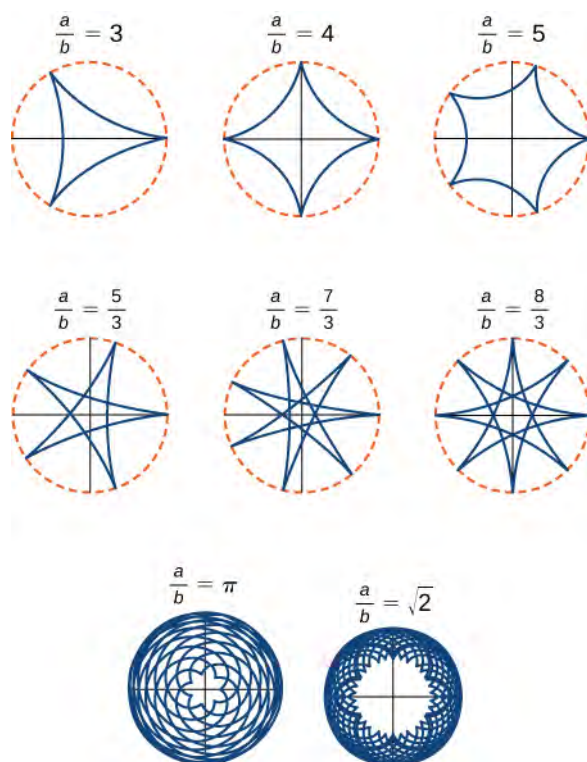 a/b = 3
a/b = 4
a/b = 5
a/b = 5/3
a/b = 7/3
a/b = 8/3
a/b = π
a/b = √2